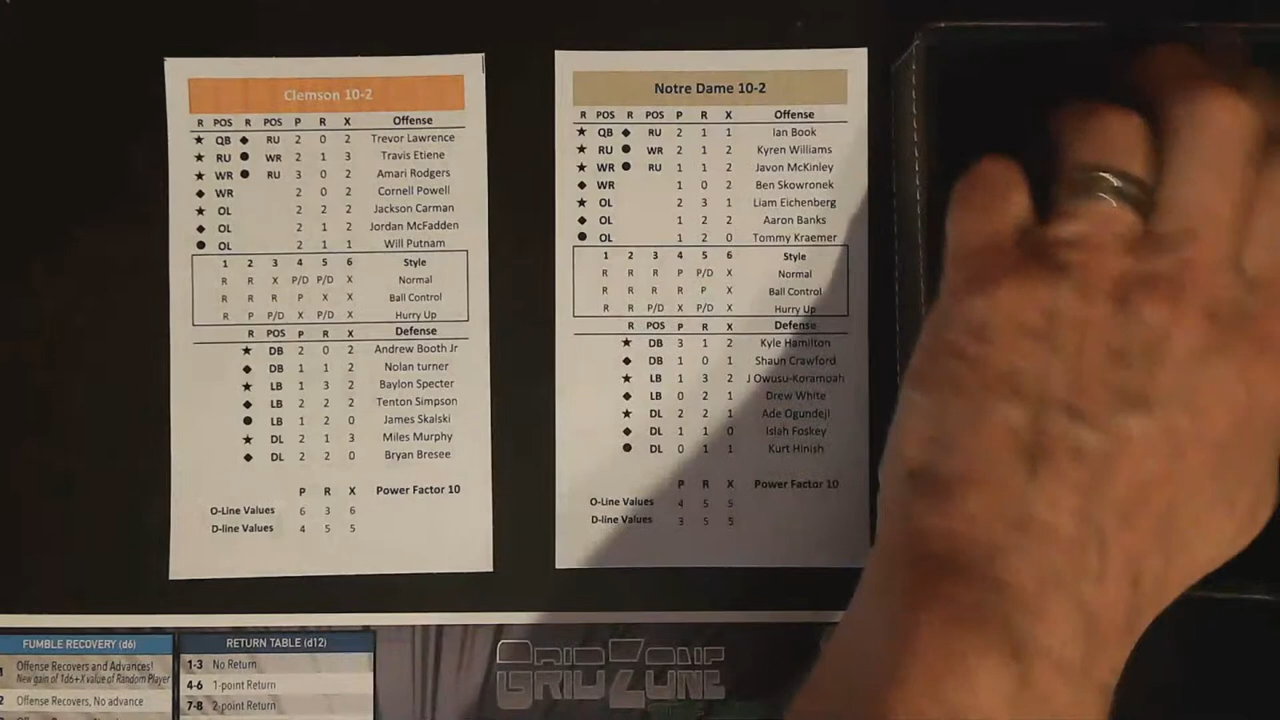 Clemson 10-2
R POS R POS P R X Offense
★ QB ◆ RU 2 0 2 Trevor Lawrence
★ RU ● WR 2 1 3 Travis Etiene
★ WR ● RU 3 0 2 Amari Rodgers
◆ WR 2 0 2 Cornell Powell
★ OL 2 2 2 Jackson Carman
◆ OL 2 1 2 Jordan McFadden
● OL 2 1 1 Will Putnam
1 2 3 4 5 6 Style
R R X P/D P/D X Normal
R R R P X X Ball Control
R P P/D X P/D X Hurry Up
R POS P R X Defense
★ DB 2 0 2 Andrew Booth Jr
◆ DB 1 1 2 Nolan turner
★ LB 1 3 2 Baylon Specter
◆ LB 2 2 2 Tenton Simpson
● LB 1 2 0 James Skalski
★ DL 2 1 3 Miles Murphy
◆ DL 2 2 0 Bryan Bresee
P R X Power Factor 10
O-Line Values 6 3 6
D-line Values 4 5 5
Notre Dame 10-2
R POS R POS P R X Offense
★ QB ◆ RU 2 1 1 Ian Book
★ RU ● WR 2 1 2 Kyren Williams
★ WR ● RU 1 1 2 Javon McKinley
◆ WR 1 0 2 Ben Skowronek
★ OL 2 3 1 Liam Eichenberg
◆ OL 1 2 2 Aaron Banks
● OL 1 2 0 Tommy Kraemer
1 2 3 4 5 6 Style
R R R P P/D X Normal
R R R R P X Ball Control
R R P/D X P/D X Hurry Up
R POS P R X Defense
★ DB 3 1 2 Kyle Hamilton
◆ DB 1 0 1 Shaun Crawford
★ LB 1 3 2 J Owusu-Koramoah
◆ LB 0 2 1 Drew White
★ DL 2 2 1 Ade Ogundeji
◆ DL 1 1 0 Islah Foskey
● DL 0 1 1 Kurt Hinish
P R X Power Factor 10
O-Line Values 4 5 5
D-line Values 3 5 5
FUMBLE RECOVERY (d6)
1 Offense Recovers and Advances!
New gain of 1d6+X value of Random Player
2 Offense Recovers, No advance
RETURN TABLE (d12)
1-3 No Return
4-6 1-point Return
7-8 2-point Return
GRIDZONE